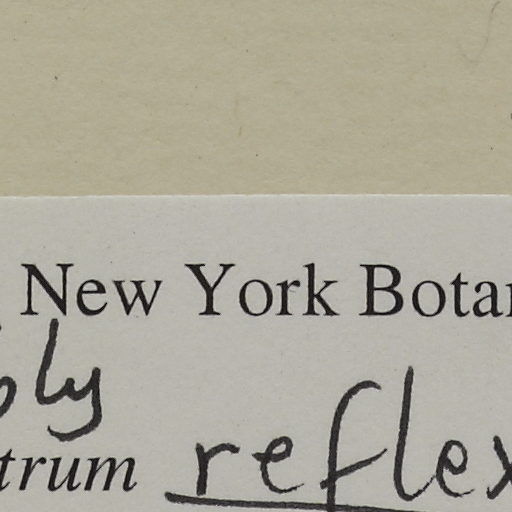 New York Botan
bly
trum reflex